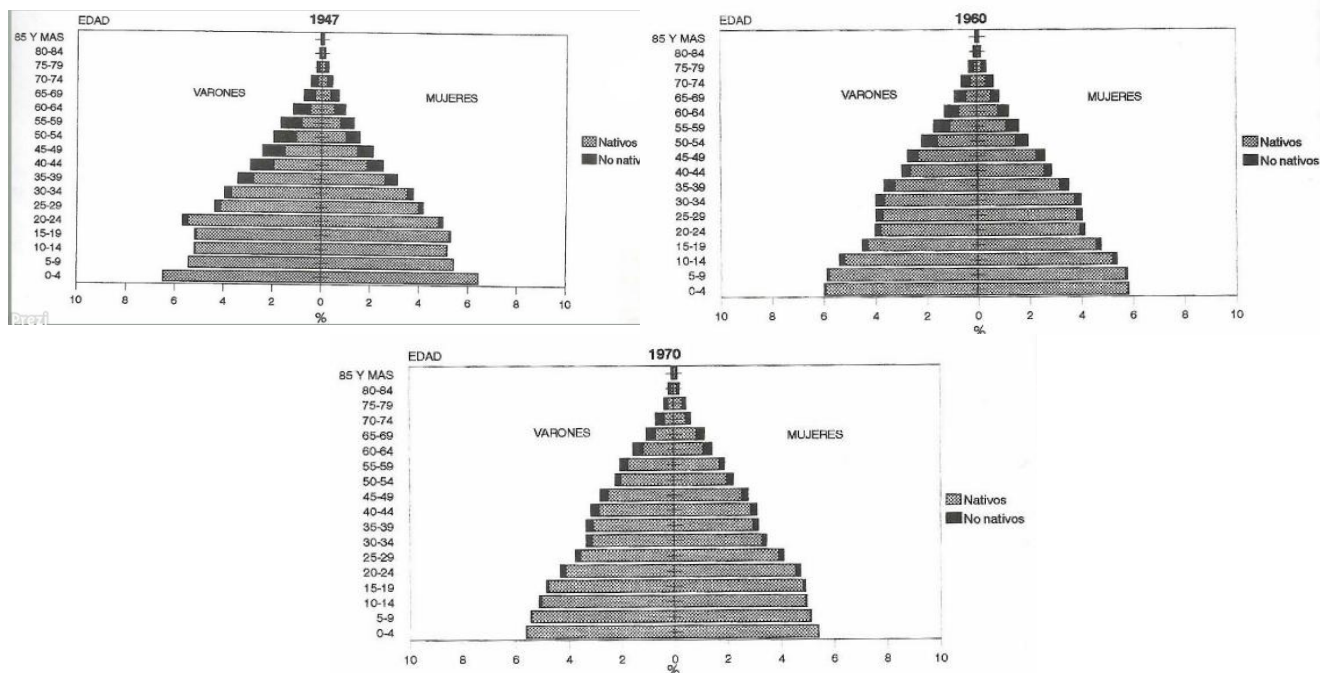 EDAD 1947
85 Y MAS
80-84
75-79
70-74
65-69
60-64
55-59
50-54
45-49
40-44
35-39
30-34
25-29
20-24
15-19
10-14
5-9
0-4
VARONES
MUJERES
Nativos
No nativ
10 8 6 4 2 0 2 4 6 8 10
%
Prezi
EDAD 1960
85 Y MAS
80-84
75-79
70-74
65-69
60-64
55-59
50-54
45-49
40-44
35-39
30-34
25-29
20-24
15-19
10-14
5-9
0-4
VARONES
MUJERES
Nativos
No nativos
10 8 6 4 2 0 2 4 6 8 10
%
EDAD 1970
85 Y MAS
80-84
75-79
70-74
65-69
60-64
55-59
50-54
45-49
40-44
35-39
30-34
25-29
20-24
15-19
10-14
5-9
0-4
VARONES
MUJERES
Nativos
No nativos
10 8 6 4 2 0 2 4 6 8 10
%